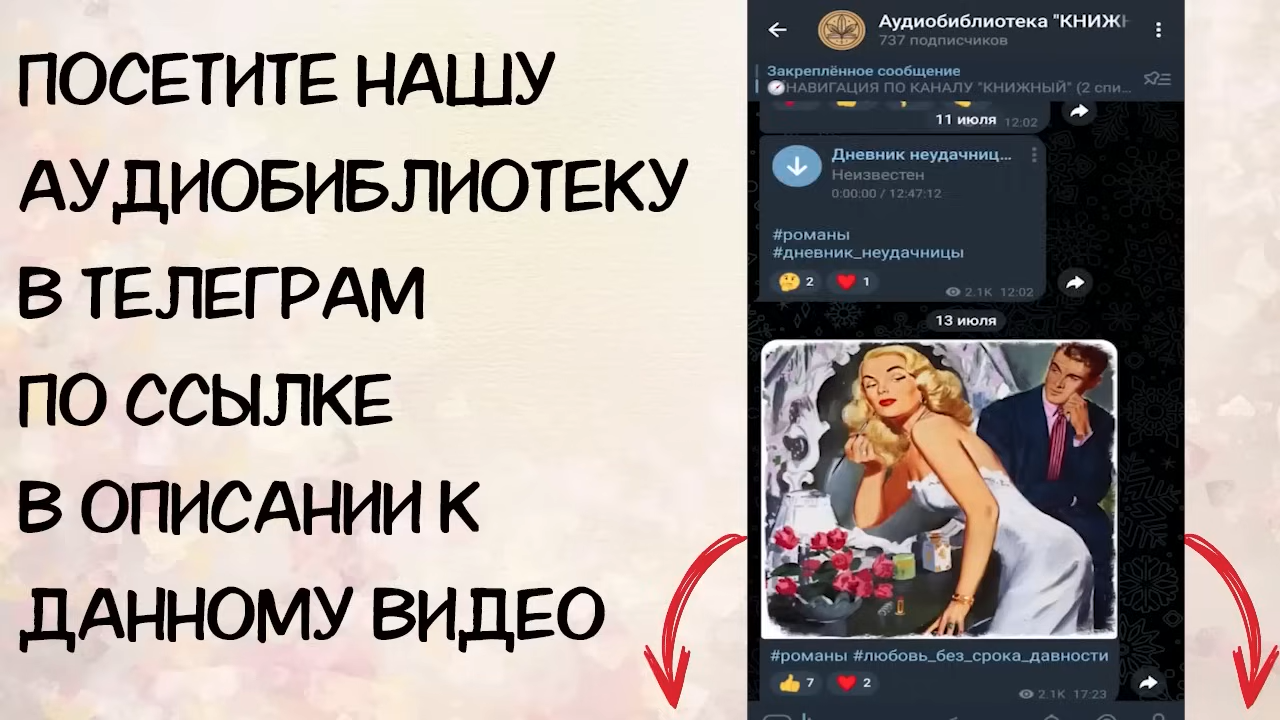 ПОСЕТИТЕ НАШУ
АУДИОБИБЛИОТЕКУ
В ТЕЛЕГРАМ
ПО ССЫЛКЕ
В ОПИСАНИИ К
ДАННОМУ ВИДЕО
Аудиобиблиотека "КНИЖН
737 подписчиков
Закреплённое сообщение
НАВИГАЦИЯ ПО КАНАЛУ "КНИЖНЫЙ" (2 спи...
11 июля
12:02
Дневник неудачниц...
Неизвестен
0:00:00 / 12:47:12
#романы
#дневник_неудачницы
2 1 2.1K 12:02
13 июля
#романы #любовь_без_срока_давности
7 2 2.1K 17:23